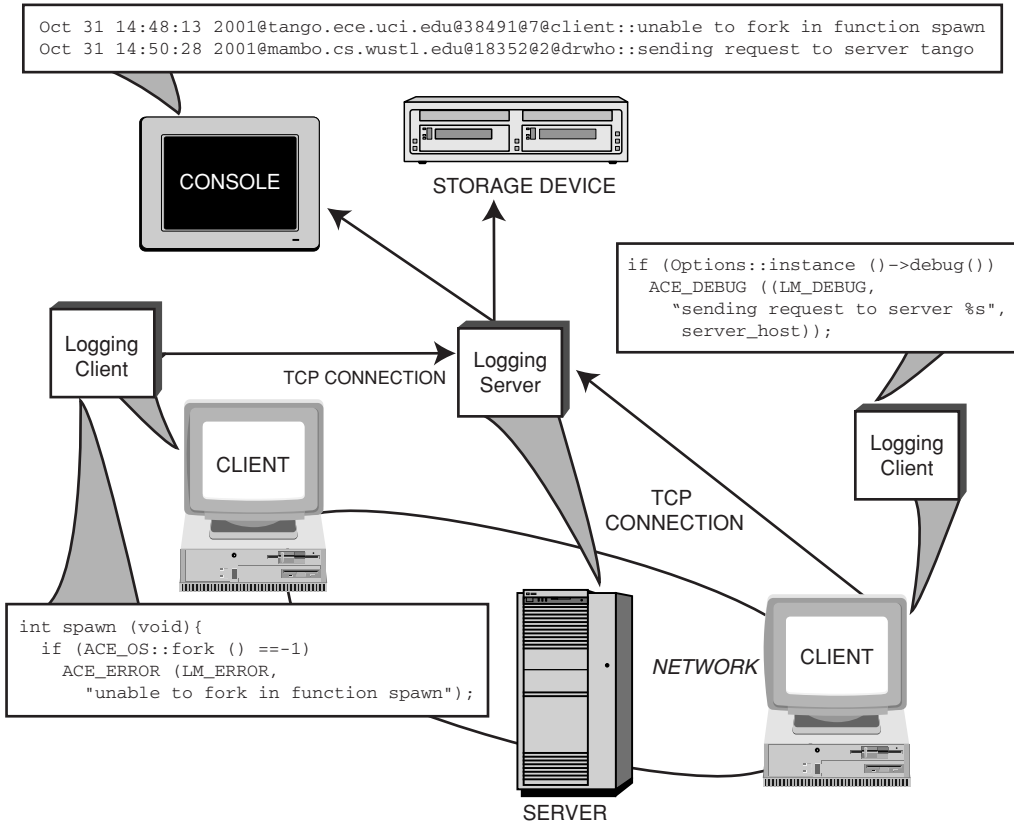 Oct 31 14:48:13 2001@tango.ece.uci.edu@38491@7@client::unable to fork in function spawn
Oct 31 14:50:28 2001@mambo.cs.wustl.edu@18352@2@drwho::sending request to server tango
CONSOLE
STORAGE DEVICE
if (Options::instance ()->debug())
ACE_DEBUG ((LM_DEBUG,
“sending request to server %s",
server_host));
Logging
Client
TCP CONNECTION
Logging
Server
Logging
Client
CLIENT
TCP
CONNECTION
int spawn (void){
if (ACE_OS::fork () ==-1)
ACE_ERROR (LM_ERROR,
"unable to fork in function spawn");
NETWORK
CLIENT
SERVER